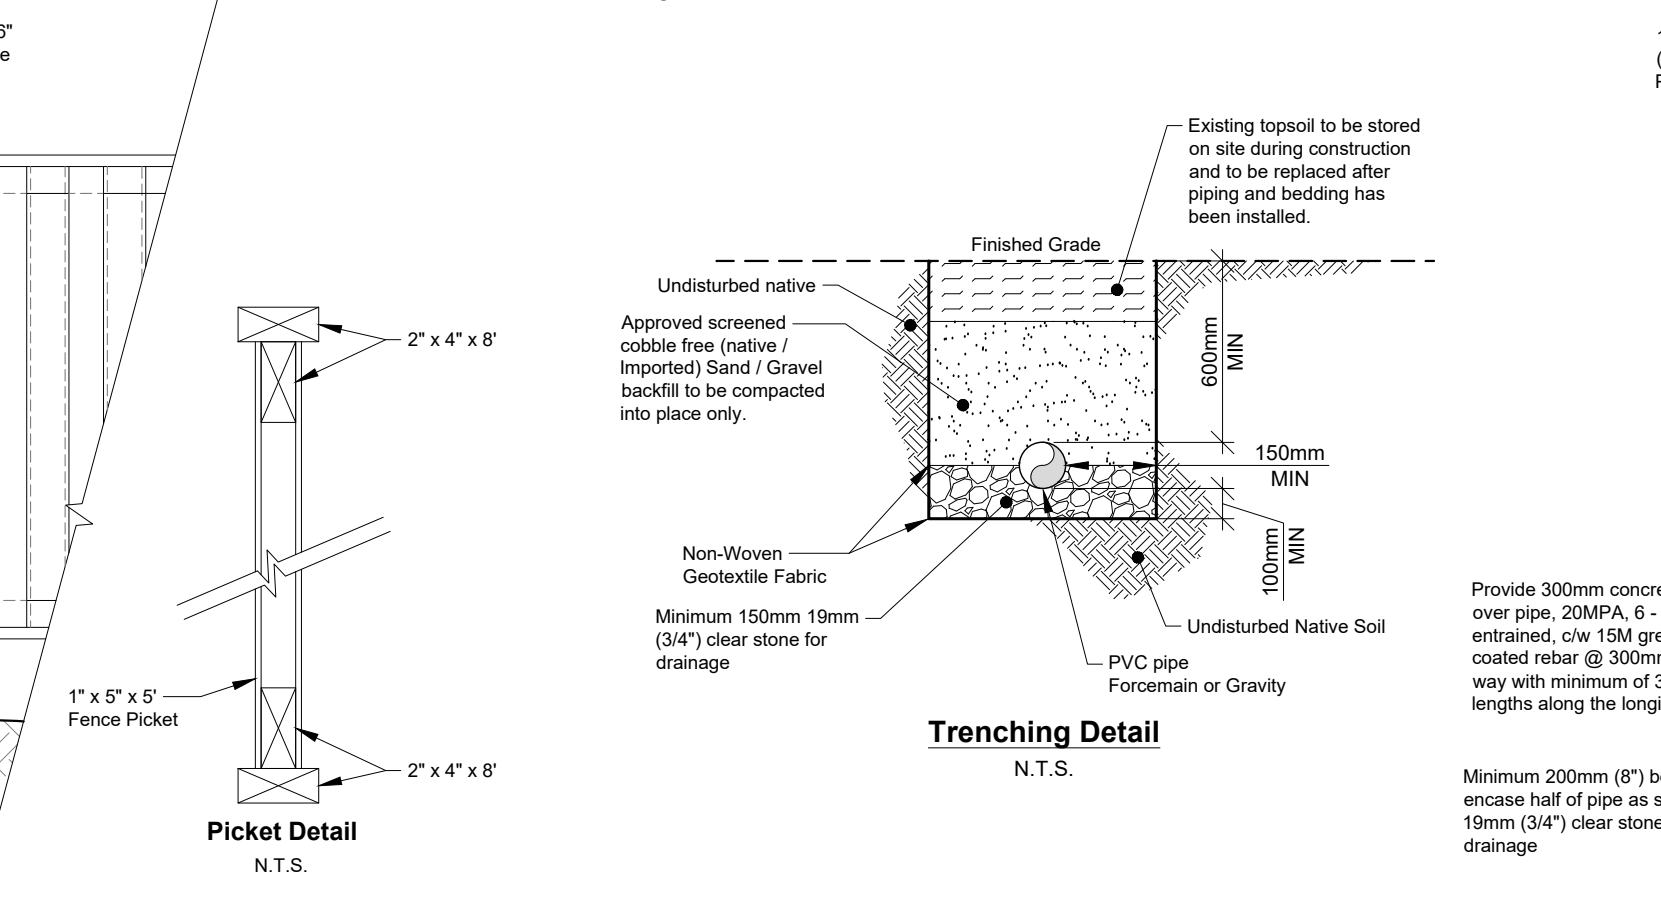 6"
Existing topsoil to be stored
on site during construction
and to be replaced after
piping and bedding has
been installed.
Finished Grade
Undisturbed native
Approved screened
cobble free (native /
Imported) Sand / Gravel
backfill to be compacted
into place only.
600mm
MIN
150mm
MIN
100mm
MIN
Non-Woven
Geotextile Fabric
Minimum 150mm 19mm
(3/4") clear stone for
drainage
Undisturbed Native Soil
PVC pipe
Forcemain or Gravity
Trenching Detail
N.T.S.
2" x 4" x 8'
1" x 5" x 5'
Fence Picket
2" x 4" x 8'
Picket Detail
N.T.S.
Provide 300mm
over pipe, 20MPA, 6 -
entrained, c/w 15M
coated rebar @
way with minimum of
lengths along the
Minimum 200mm (8")
encase half of pipe as
19mm (3/4") clear stone
drainage